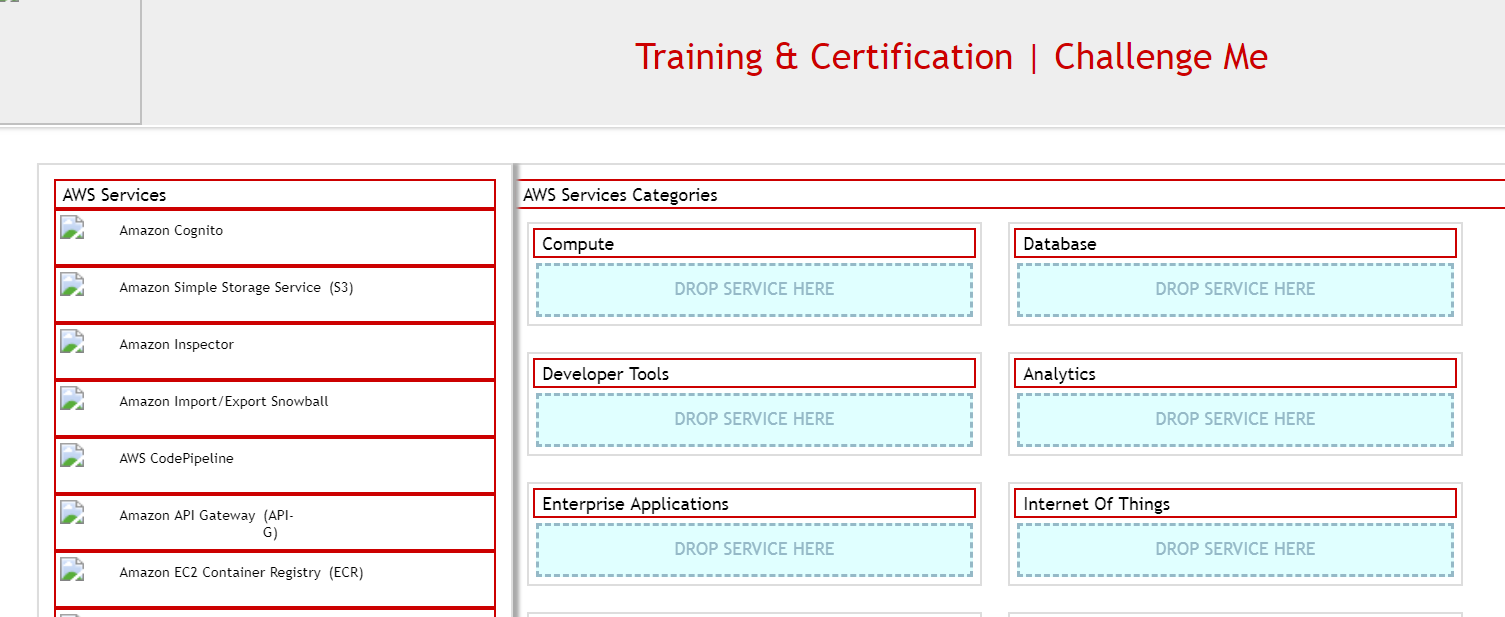 Training & Certification | Challenge Me
AWS Services
Amazon Cognito
Amazon Simple Storage Service (S3)
Amazon Inspector
Amazon Import/Export Snowball
AWS CodePipeline
Amazon API Gateway (API-
G)
Amazon EC2 Container Registry (ECR)
AWS Services Categories
Compute
DROP SERVICE HERE
Database
DROP SERVICE HERE
Developer Tools
DROP SERVICE HERE
Analytics
DROP SERVICE HERE
Enterprise Applications
DROP SERVICE HERE
Internet Of Things
DROP SERVICE HERE